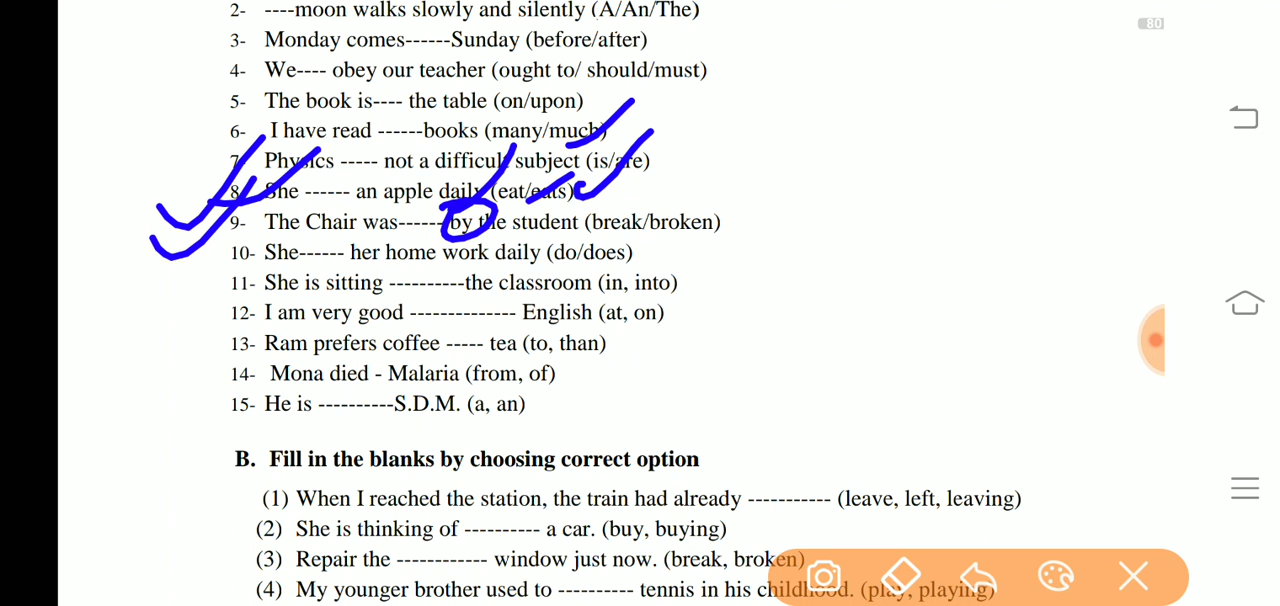 80
2- ----moon walks slowly and silently (A/An/The)
3- Monday comes------Sunday (before/after)
4- We---- obey our teacher (ought to/ should/must)
5- The book is---- the table (on/upon)
6- I have read ------books (many/much)
7- Physics ----- not a difficult subject (is/are)
8- She ------ an apple daily (eat/eats)
9- The Chair was------by the student (break/broken)
10- She------ her home work daily (do/does)
11- She is sitting ----------the classroom (in, into)
12- I am very good -------------- English (at, on)
13- Ram prefers coffee ----- tea (to, than)
14- Mona died - Malaria (from, of)
15- He is ----------S.D.M. (a, an)
B. Fill in the blanks by choosing correct option
(1) When I reached the station, the train had already ----------- (leave, left, leaving)
(2) She is thinking of ---------- a car. (buy, buying)
(3) Repair the ------------ window just now. (break, broken)
(4) My younger brother used to ---------- tennis in his childhood. (play, playing)